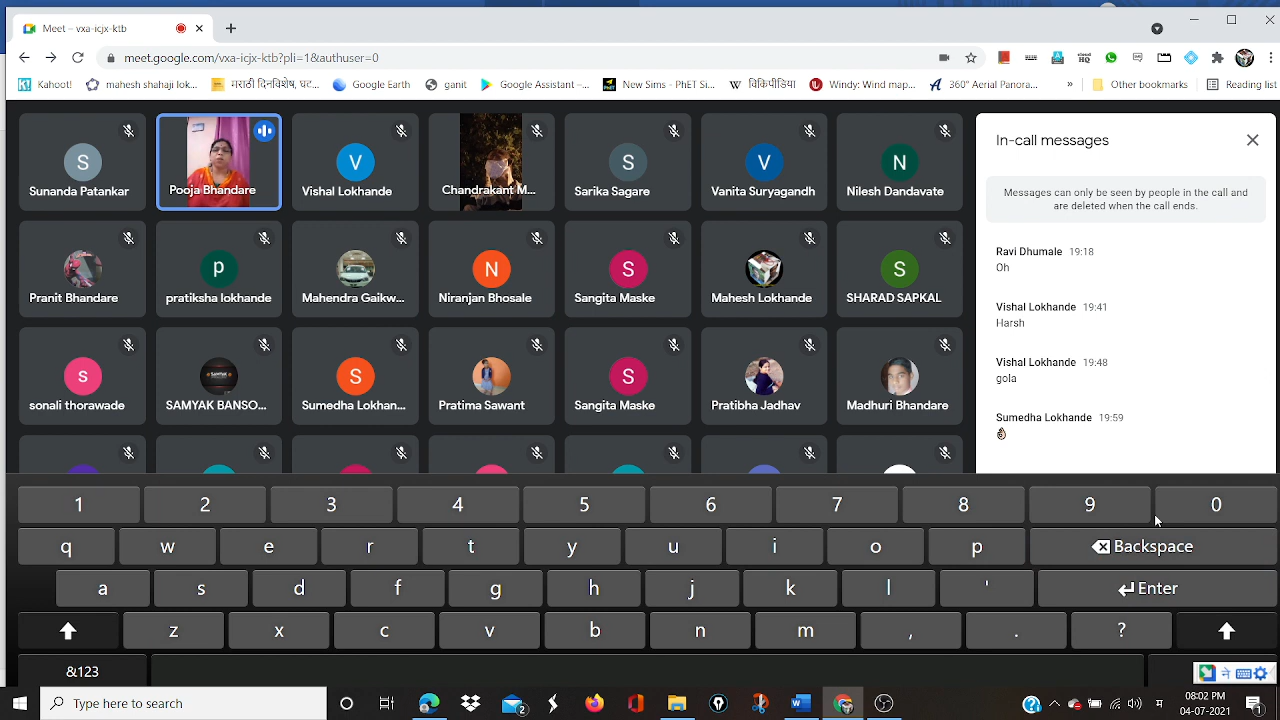 Meet – vxa-icjx-ktb
meet.google.com/vxa-icjx-ktb?pli=1&authuser=0
Kahoot! mahesh shahaji lok... Google Earth ganit Google Assistant –... New Sims - PhET Si... विकिपीडिया Windy: Wind map... 360° Aerial Panora... » Other bookmarks Reading list
S V S V N
Sunanda Patankar Pooja Bhandare Vishal Lokhande Chandrakant M... Sarika Sagare Vanita Suryagandh Nilesh Dandavate
p N S S
Pranit Bhandare pratiksha lokhande Mahendra Gaikw... Niranjan Bhosale Sangita Maske Mahesh Lokhande SHARAD SAPKAL
s SAMYAK S S
sonali thorawade SAMYAK BANSO... Sumedha Lokhan... Pratima Sawant Sangita Maske Pratibha Jadhav Madhuri Bhandare
In-call messages
Messages can only be seen by people in the call and
are deleted when the call ends.
Ravi Dhumale 19:18
Oh
Vishal Lokhande 19:41
Harsh
Vishal Lokhande 19:48
gola
Sumedha Lokhande 19:59
👌
1 2 3 4 5 6 7 8 9 0
q w e r t y u i o p Backspace
a s d f g h j k l ' Enter
z x c v b n m , . ?
&123
ने
Type here to search
2
म
08:02 PM
04-07-2021
1